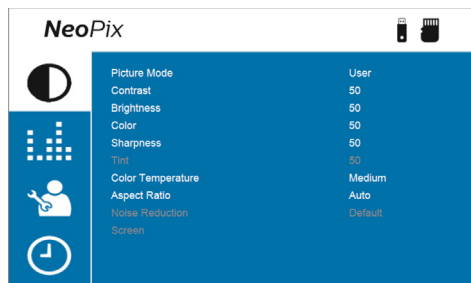 NeoPix
Picture Mode User
Contrast 50
Brightness 50
Color 50
Sharpness 50
Tint 50
Color Temperature Medium
Aspect Ratio Auto
Noise Reduction Default
Screen